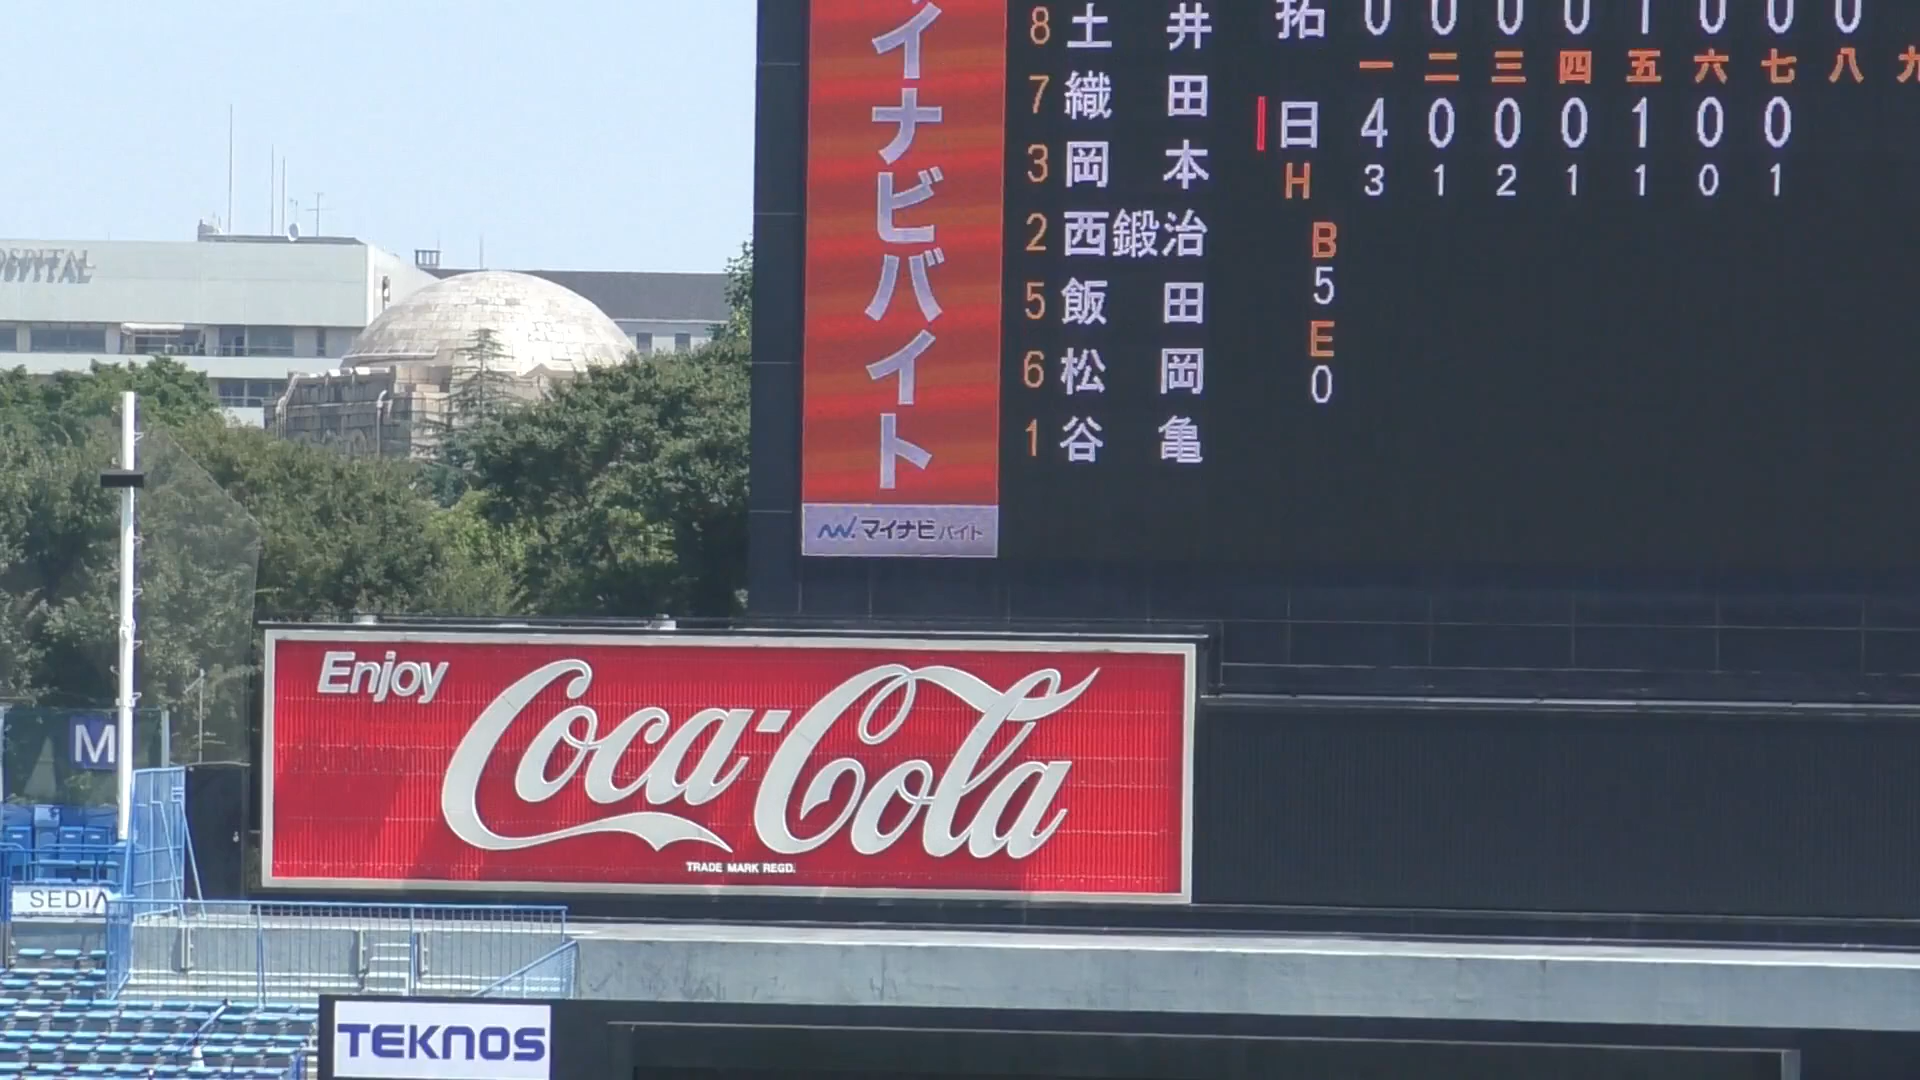 8 土井
7 織田
3 岡本
2 西鍛治
5 飯田
6 松岡
1 谷亀
拓 0 0 0 0 1 0 0 0
一 二 三 四 五 六 七 八 九
日 4 0 0 0 1 0 0
H 3 1 2 1 1 0 1
B
5
E
0
イナビバイト
マイナビバイト
HOSPITAL
Enjoy
Coca-Cola
TRADE MARK REGD.
M
SEDIA
TEKNOS